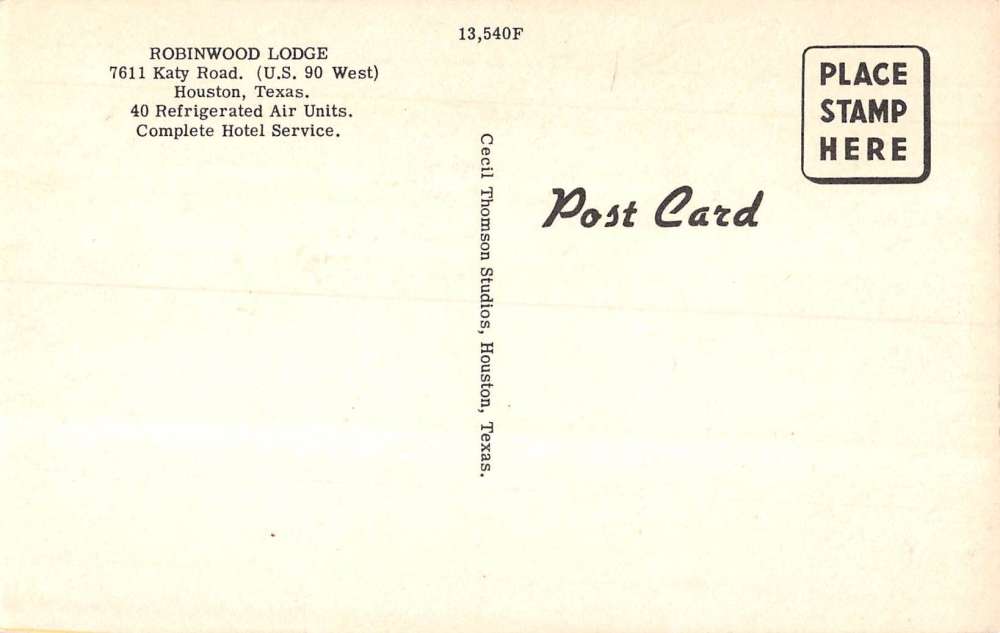 13,540F
ROBINWOOD LODGE
7611 Katy Road. (U.S. 90 West)
Houston, Texas.
40 Refrigerated Air Units.
Complete Hotel Service.
Cecil Thomson Studios, Houston, Texas.
Post Card
PLACE
STAMP
HERE